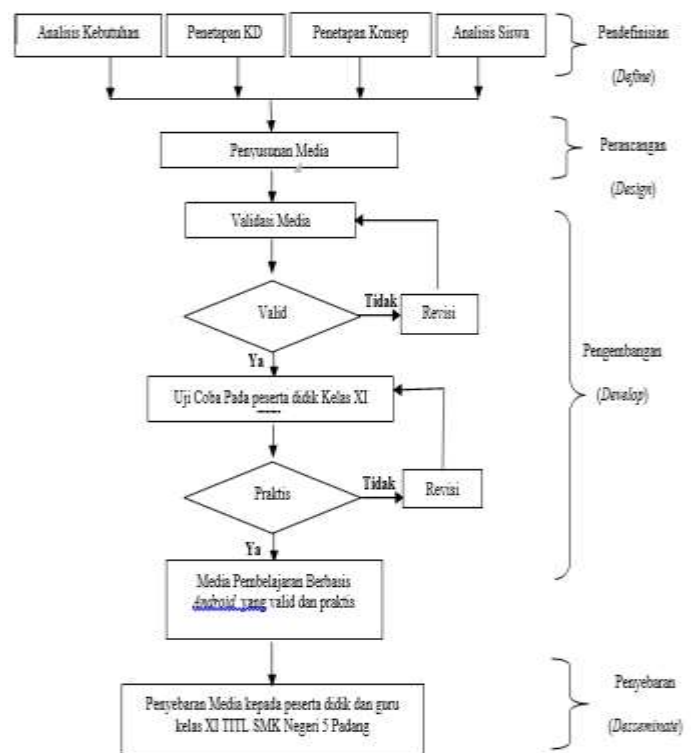 Analisis Kebutuhan
Penetapan KD
Penetapan Konsep
Analisis Siswa
Pendefinisian
(Define)
Penyusunan Media
Perancangan
(Design)
Validasi Media
Valid
Tidak
Revisi
Ya
Pengembangan
(Develop)
Uji Coba Pada peserta didik Kelas XI
Praktis
Tidak
Revisi
Ya
Media Pembelajaran Berbasis
Android yang valid dan praktis
Penyebaran Media kepada peserta didik dan guru
kelas XI TITL SMK Negeri 5 Padang
Penyebaran
(Desseminate)